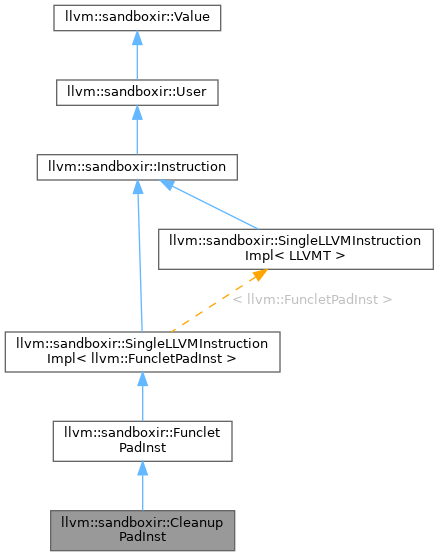 llvm::sandboxir::Value
llvm::sandboxir::User
llvm::sandboxir::Instruction
llvm::sandboxir::SingleLLVMInstruction
Impl< LLVMT >
< llvm::FuncletPadInst >
llvm::sandboxir::SingleLLVMInstruction
Impl< llvm::FuncletPadInst >
llvm::sandboxir::Funclet
PadInst
llvm::sandboxir::Cleanup
PadInst